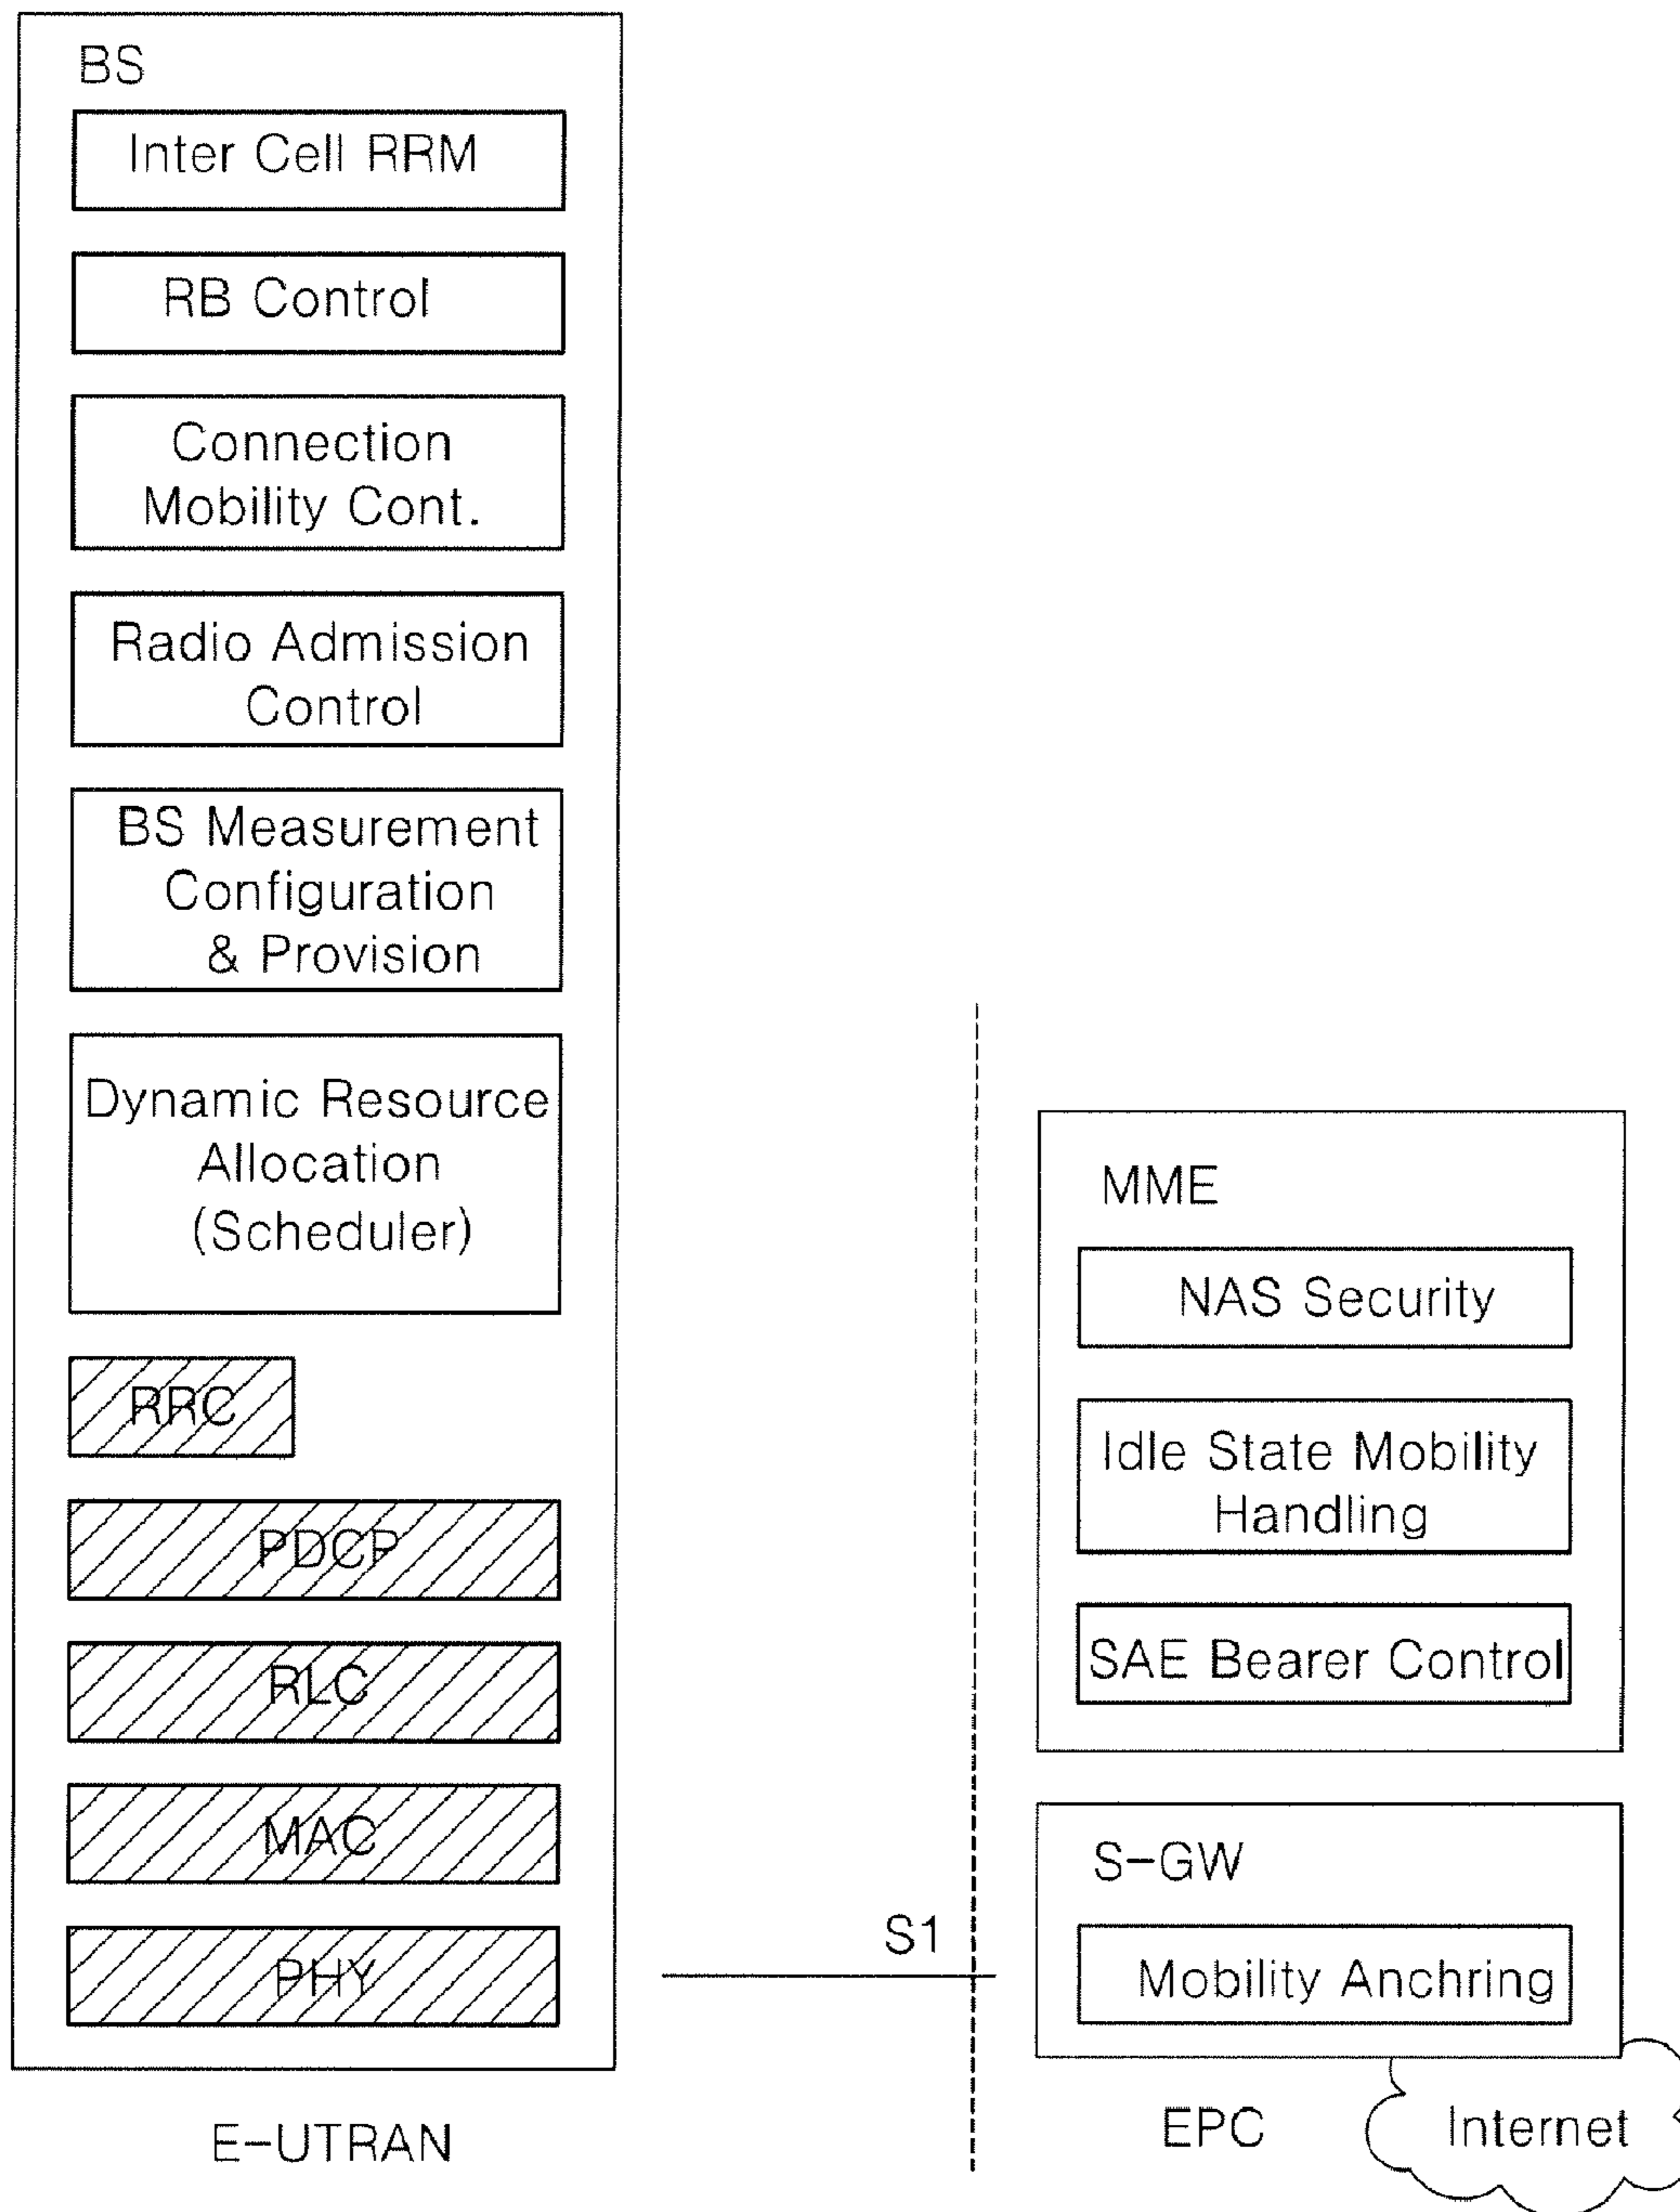 BS
Inter Cell RRM
RB Control
Connection
Mobility Cont.
Radio Admission
Control
BS Measurement
Configuration
& Provision
Dynamic Resource
Allocation
(Scheduler)
RRC
PDCP
RLC
MAC
PHY
E-UTRAN
S1
MME
NAS Security
Idle State Mobility
Handling
SAE Bearer Control
S-GW
Mobility Anchring
EPC
Internet